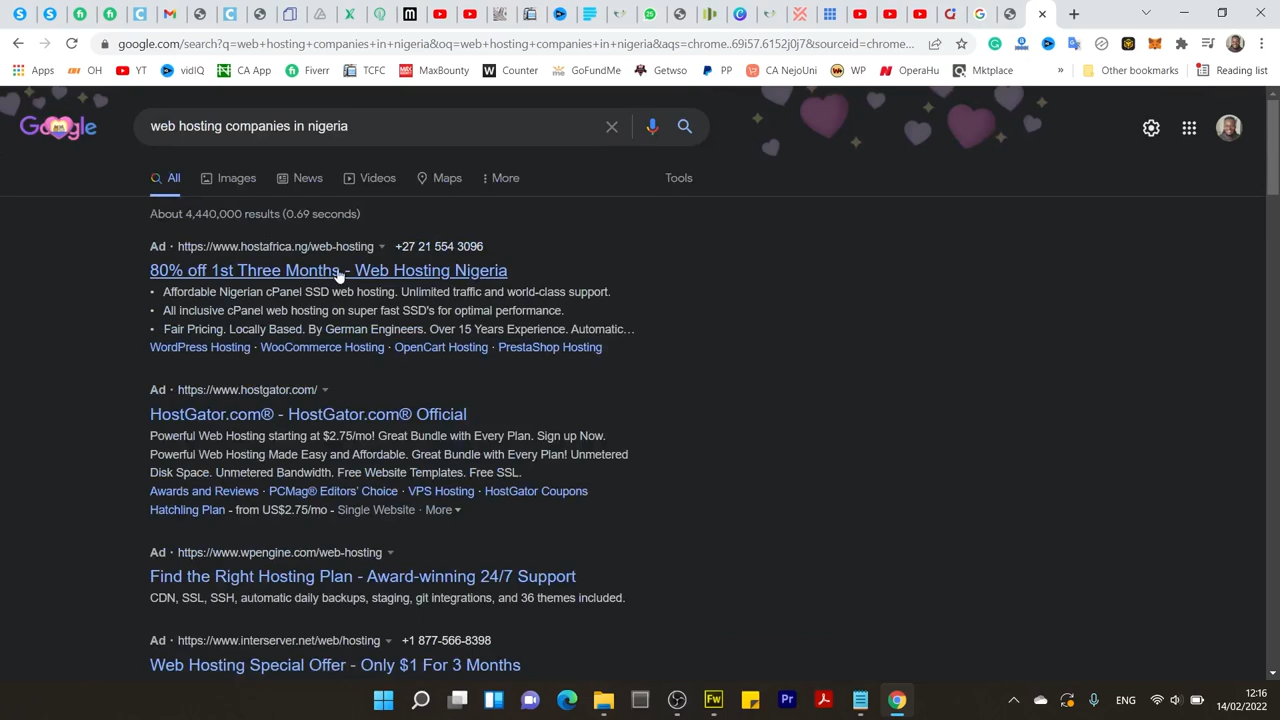 google.com/search?q=web+hosting+companies+in+nigeria&oq=web+hosting+companies+in+nigeria&aqs=chrome..69i57.6152j0j7&sourceid=chrome...
Apps OH YT vidIQ CA App Fiverr TCFC MaxBounty Counter GoFundMe Getwso PP CA NejoUni WP OperaHu Mktplace » Other bookmarks Reading list
Google web hosting companies in nigeria
All Images News Videos Maps More Tools
About 4,440,000 results (0.69 seconds)
Ad · https://www.hostafrica.ng/web-hosting +27 21 554 3096
80% off 1st Three Months - Web Hosting Nigeria
• Affordable Nigerian cPanel SSD web hosting. Unlimited traffic and world-class support.
• All inclusive cPanel web hosting on super fast SSD's for optimal performance.
• Fair Pricing. Locally Based. By German Engineers. Over 15 Years Experience. Automatic...
WordPress Hosting · WooCommerce Hosting · OpenCart Hosting · PrestaShop Hosting
Ad · https://www.hostgator.com/
HostGator.com® - HostGator.com® Official
Powerful Web Hosting starting at $2.75/mo! Great Bundle with Every Plan. Sign up Now.
Powerful Web Hosting Made Easy and Affordable. Great Bundle with Every Plan! Unmetered
Disk Space. Unmetered Bandwidth. Free Website Templates. Free SSL.
Awards and Reviews · PCMag® Editors' Choice · VPS Hosting · HostGator Coupons
Hatchling Plan - from US$2.75/mo - Single Website · More
Ad · https://www.wpengine.com/web-hosting
Find the Right Hosting Plan - Award-winning 24/7 Support
CDN, SSL, SSH, automatic daily backups, staging, git integrations, and 36 themes included.
Ad · https://www.interserver.net/web/hosting +1 877-566-8398
Web Hosting Special Offer - Only $1 For 3 Months
Fw Pr ENG 12:16
14/02/2022